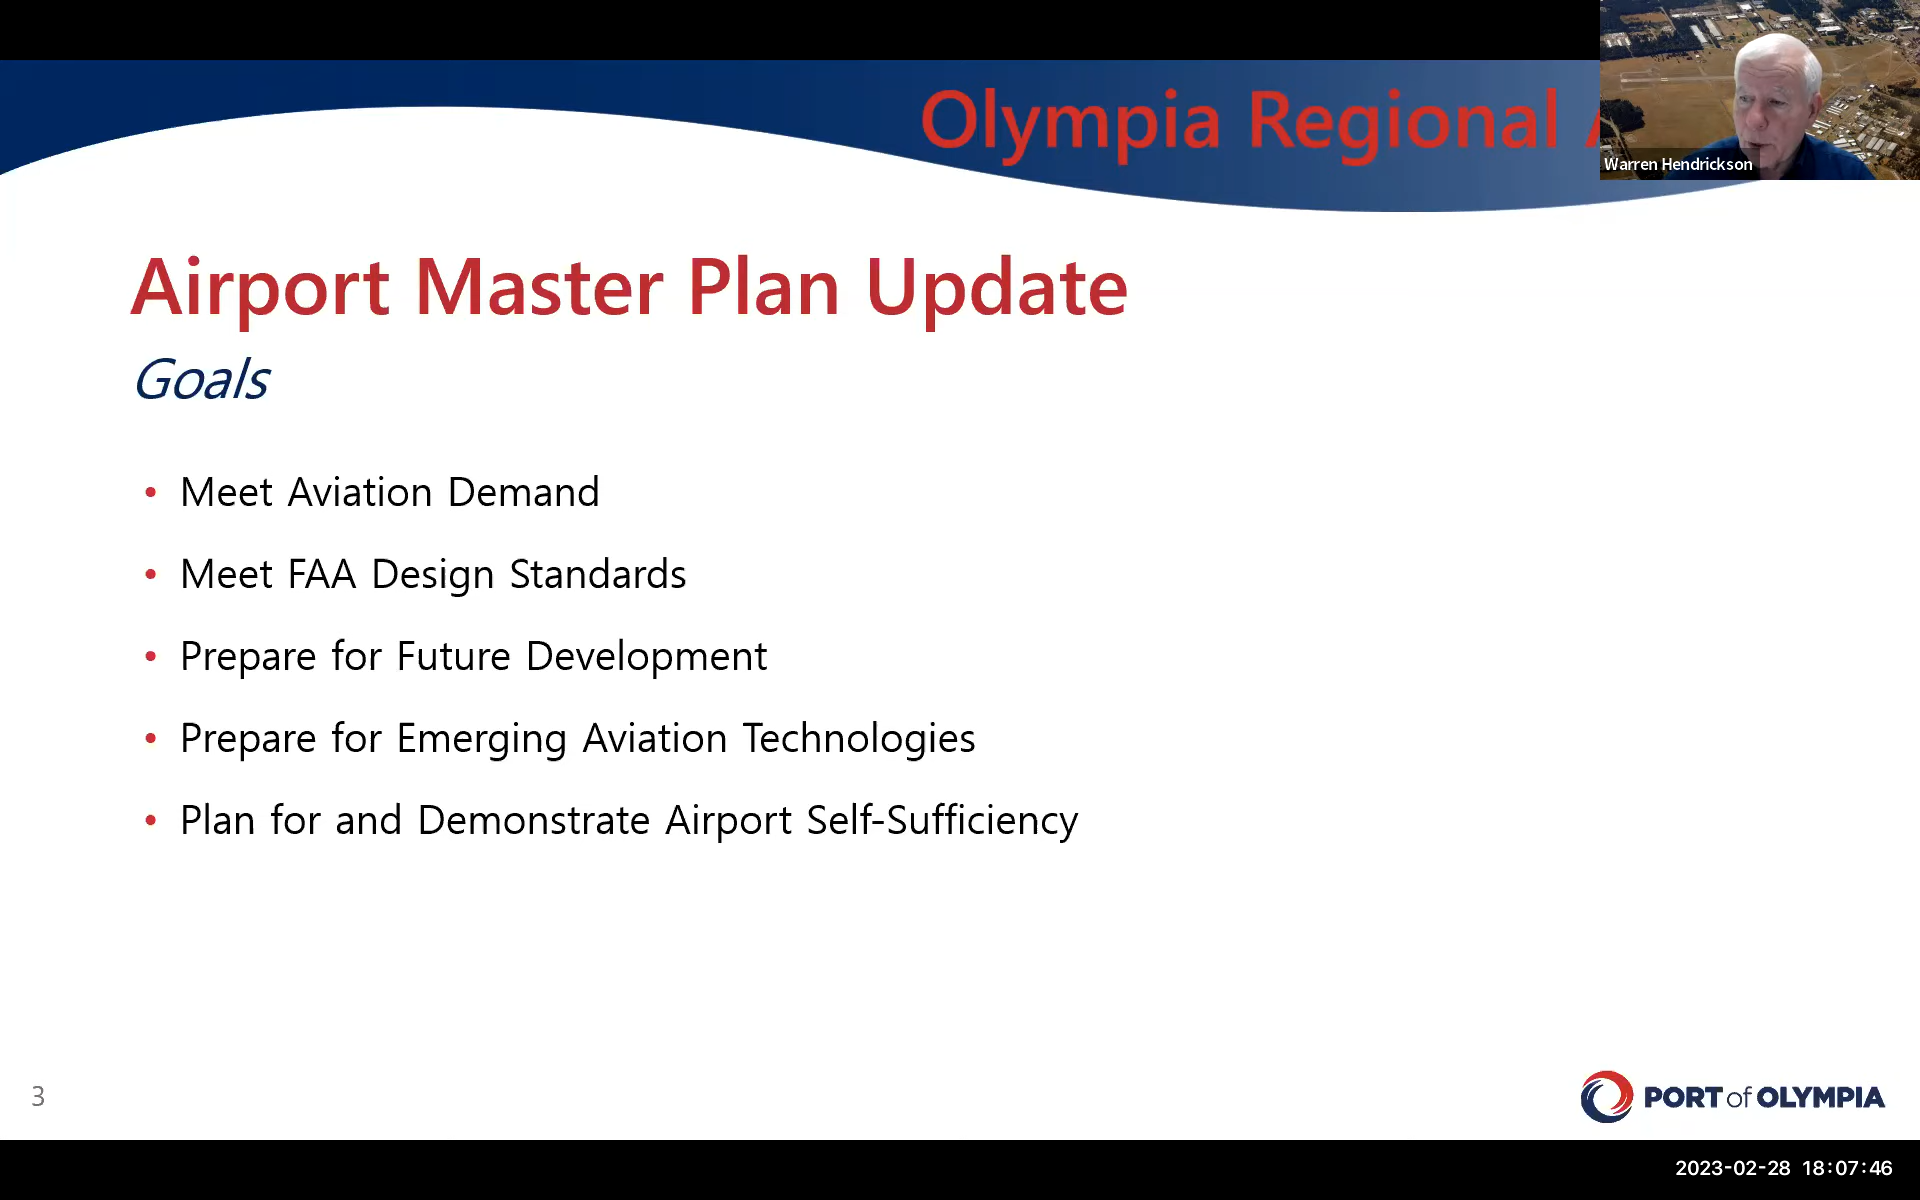 Olympia Regional
Warren Hendrickson
Airport Master Plan Update
Goals
• Meet Aviation Demand
• Meet FAA Design Standards
• Prepare for Future Development
• Prepare for Emerging Aviation Technologies
• Plan for and Demonstrate Airport Self-Sufficiency
3
PORT of OLYMPIA
2023-02-28 18:07:46